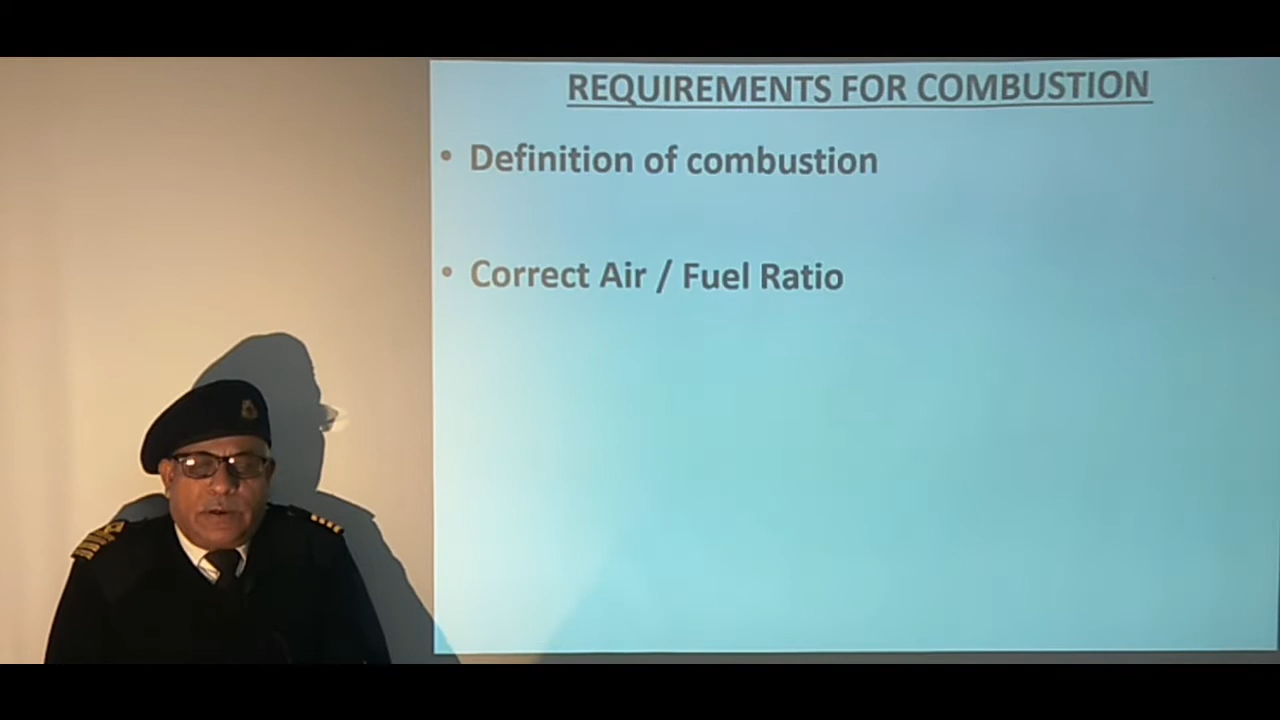 REQUIREMENTS FOR COMBUSTION
• Definition of combustion
• Correct Air / Fuel Ratio